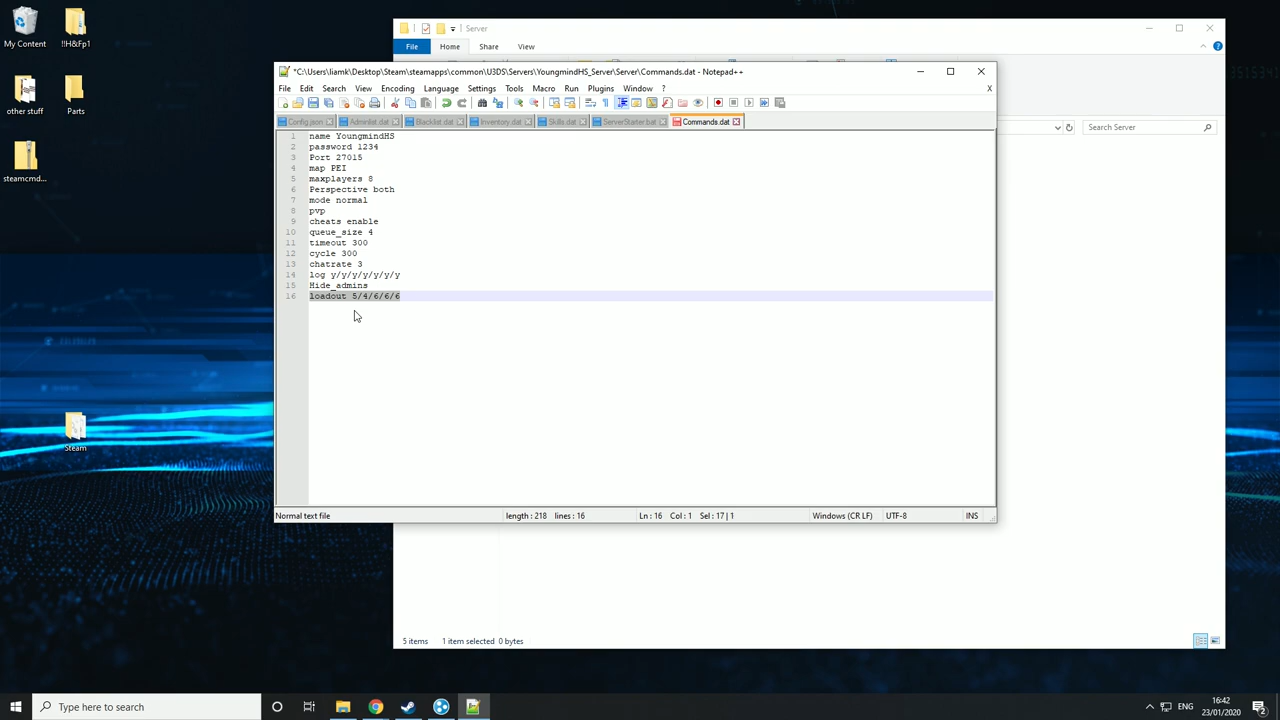 My Content
!!H&Fp1
other stuff
Parts
steamcmd...
Steam
Server
File
Home
Share
View
Search Server
*C:\Users\liamk\Desktop\Steam\steamapps\common\U3DS\Servers\YoungmindHS_Server\Server\Commands.dat - Notepad++
File Edit Search View Encoding Language Settings Tools Macro Run Plugins Window ?
X
Config.json Adminlist.dat Blacklist.dat Inventory.dat Skills.dat ServerStarter.bat Commands.dat
1 name YoungmindHS
2 password 1234
3 Port 27015
4 map PEI
5 maxplayers 8
6 Perspective both
7 mode normal
8 pvp
9 cheats enable
10 queue_size 4
11 timeout 300
12 cycle 300
13 chatrate 3
14 log y/y/y/y/y/y/y
15 Hide_admins
16 loadout 5/4/6/6/6
Normal text file
length : 218 lines : 16
Ln : 16 Col : 1 Sel : 17 | 1
Windows (CR LF)
UTF-8
INS
5 items
1 item selected 0 bytes
Type here to search
ENG
16:42
23/01/2020
2